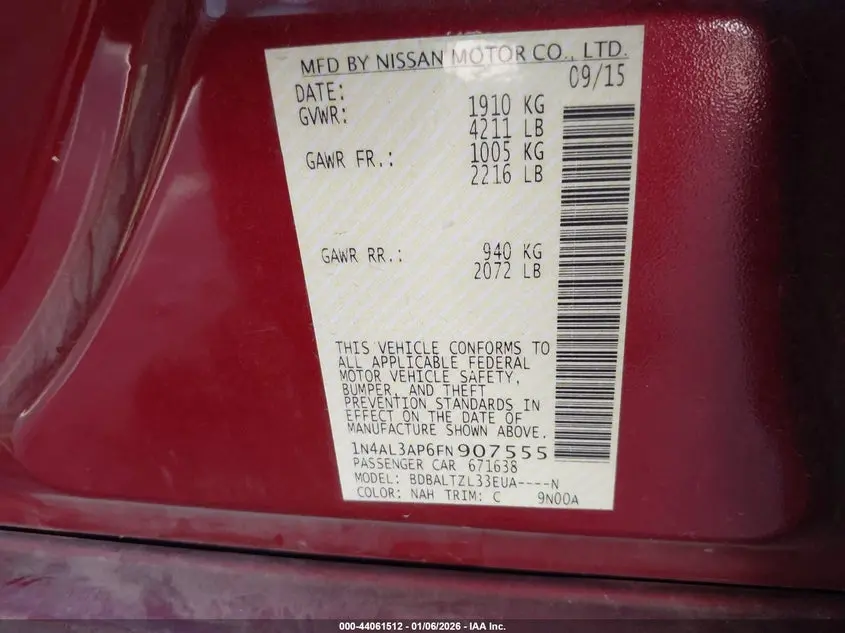 MFD BY NISSAN MOTOR CO., LTD.
DATE: 09/15
GVWR: 1910 KG
4211 LB
GAWR FR.: 1005 KG
2216 LB
GAWR RR.: 940 KG
2072 LB
THIS VEHICLE CONFORMS TO
ALL APPLICABLE FEDERAL
MOTOR VEHICLE SAFETY,
BUMPER, AND THEFT
PREVENTION STANDARDS IN
EFFECT ON THE DATE OF
MANUFACTURE SHOWN ABOVE.
1N4AL3AP6FN907555
PASSENGER CAR 671638
MODEL: BDBALTZL33EUA----N
COLOR: NAH TRIM: C 9N00A
000-44061512 - 01/06/2026 - IAA Inc.